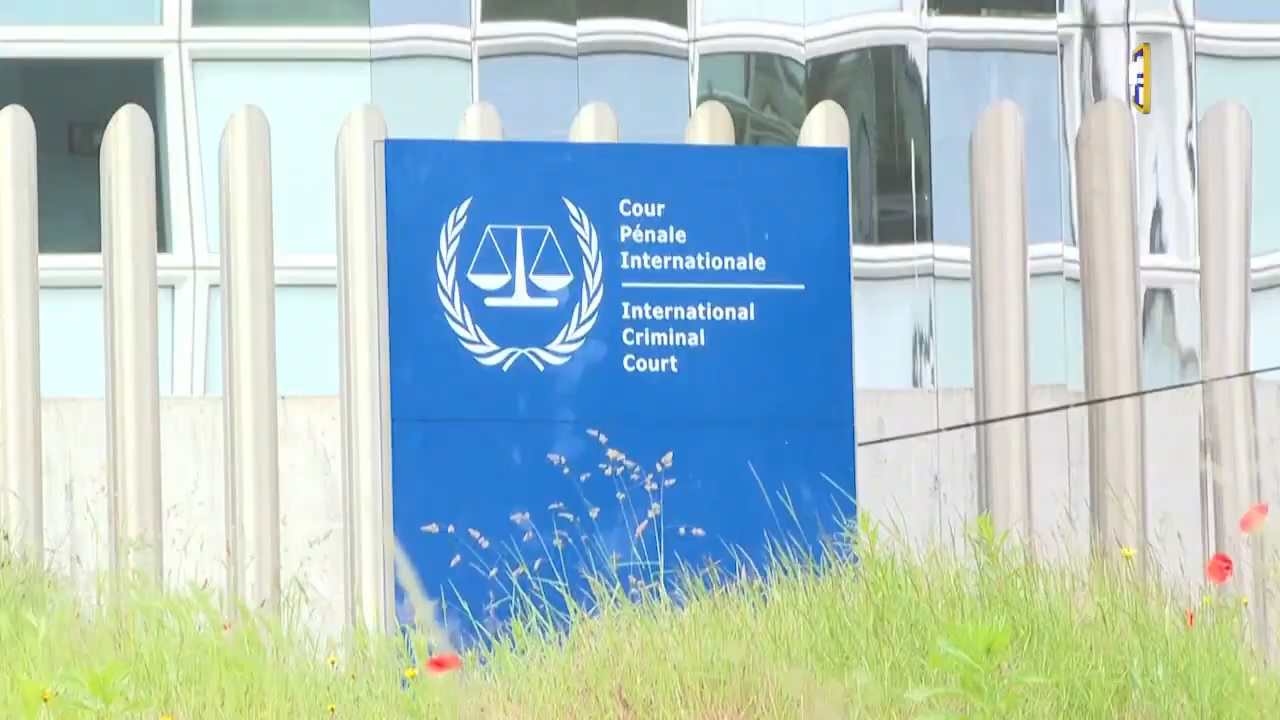 Cour
Pénale
Internationale
International
Criminal
Court